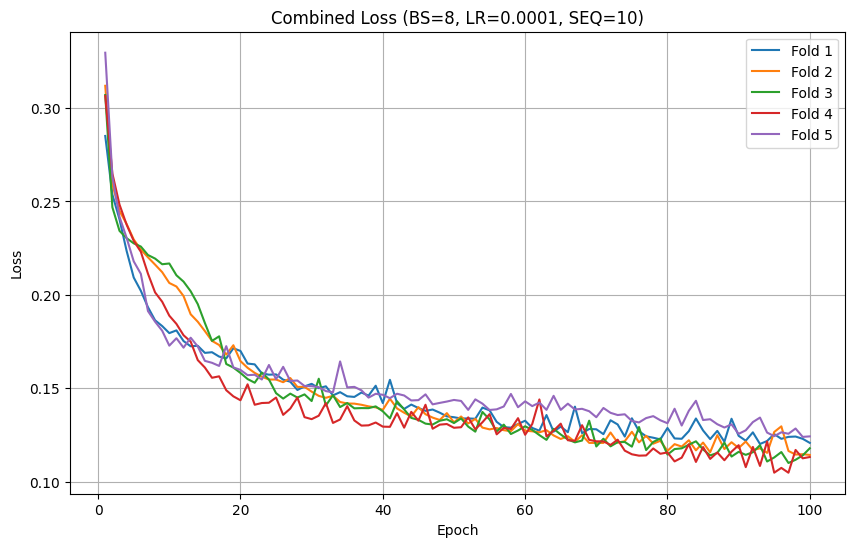 Combined Loss (BS=8, LR=0.0001, SEQ=10)
Fold 1
Fold 2
Fold 3
Fold 4
Fold 5
Loss
0.30
0.25
0.20
0.15
0.10
0
20
40
60
80
100
Epoch